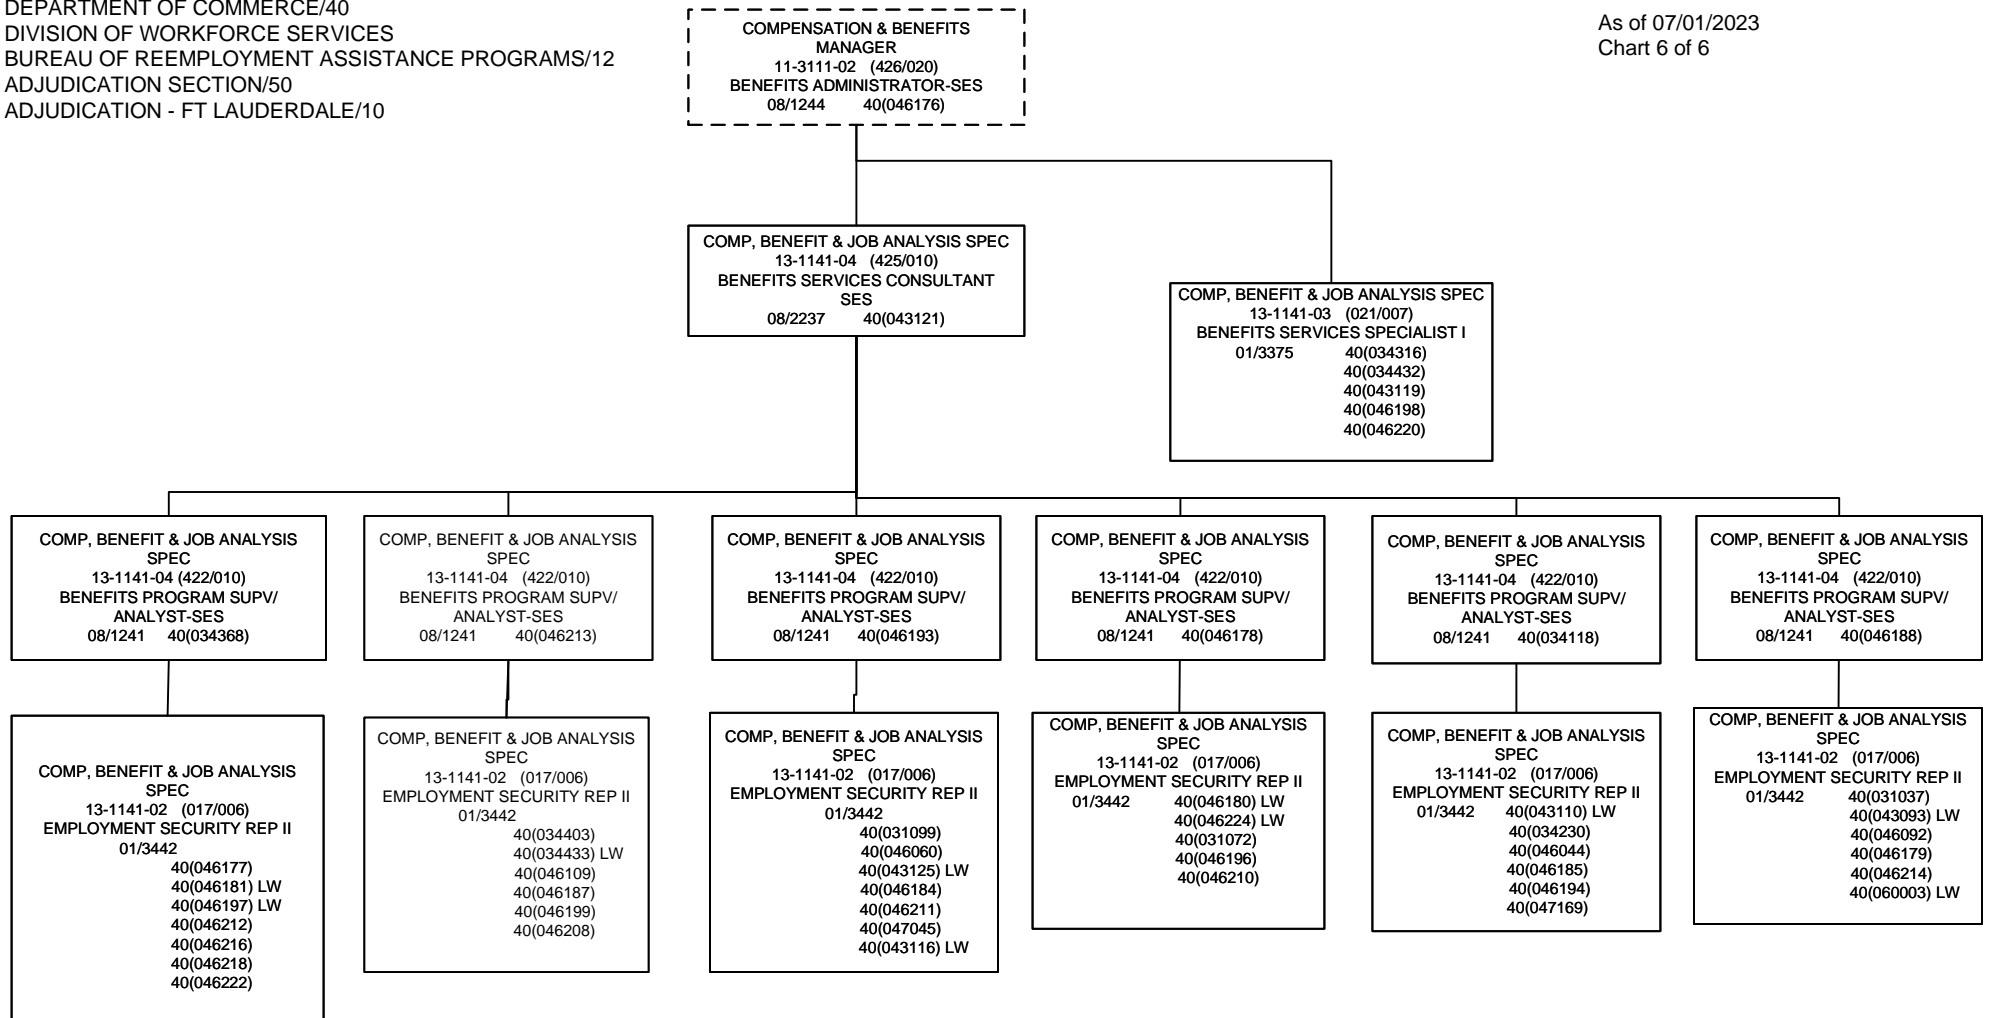 DEPARTMENT OF COMMERCE/40
DIVISION OF WORKFORCE SERVICES
BUREAU OF REEMPLOYMENT ASSISTANCE PROGRAMS/12
ADJUDICATION SECTION/50
ADJUDICATION - FT LAUDERDALE/10
COMPENSATION & BENEFITS
MANAGER
11-3111-02 (426/020)
BENEFITS ADMINISTRATOR-SES
08/1244 40(046176)
As of 07/01/2023
Chart 6 of 6
COMP, BENEFIT & JOB ANALYSIS SPEC
13-1141-04 (425/010)
BENEFITS SERVICES CONSULTANT
SES
08/2237 40(043121)
COMP, BENEFIT & JOB ANALYSIS SPEC
13-1141-03 (021/007)
BENEFITS SERVICES SPECIALIST I
01/3375 40(034316)
40(034432)
40(043119)
40(046198)
40(046220)
COMP, BENEFIT & JOB ANALYSIS
SPEC
13-1141-04 (422/010)
BENEFITS PROGRAM SUPV/
ANALYST-SES
08/1241 40(034368)
COMP, BENEFIT & JOB ANALYSIS
SPEC
13-1141-04 (422/010)
BENEFITS PROGRAM SUPV/
ANALYST-SES
08/1241 40(046213)
COMP, BENEFIT & JOB ANALYSIS
SPEC
13-1141-04 (422/010)
BENEFITS PROGRAM SUPV/
ANALYST-SES
08/1241 40(046193)
COMP, BENEFIT & JOB ANALYSIS
SPEC
13-1141-04 (422/010)
BENEFITS PROGRAM SUPV/
ANALYST-SES
08/1241 40(046178)
COMP, BENEFIT & JOB ANALYSIS
SPEC
13-1141-04 (422/010)
BENEFITS PROGRAM SUPV/
ANALYST-SES
08/1241 40(034118)
COMP, BENEFIT & JOB ANALYSIS
SPEC
13-1141-04 (422/010)
BENEFITS PROGRAM SUPV/
ANALYST-SES
08/1241 40(046188)
COMP, BENEFIT & JOB ANALYSIS
SPEC
13-1141-02 (017/006)
EMPLOYMENT SECURITY REP II
01/3442
40(046177)
40(046181) LW
40(046197) LW
40(046212)
40(046216)
40(046218)
40(046222)
COMP, BENEFIT & JOB ANALYSIS
SPEC
13-1141-02 (017/006)
EMPLOYMENT SECURITY REP II
01/3442
40(034403)
40(034433) LW
40(046109)
40(046187)
40(046199)
40(046208)
COMP, BENEFIT & JOB ANALYSIS
SPEC
13-1141-02 (017/006)
EMPLOYMENT SECURITY REP II
01/3442
40(031099)
40(046060)
40(043125) LW
40(046184)
40(046211)
40(047045)
40(043116) LW
COMP, BENEFIT & JOB ANALYSIS
SPEC
13-1141-02 (017/006)
EMPLOYMENT SECURITY REP II
01/3442 40(046180) LW
40(046224) LW
40(031072)
40(046196)
40(046210)
COMP, BENEFIT & JOB ANALYSIS
SPEC
13-1141-02 (017/006)
EMPLOYMENT SECURITY REP II
01/3442 40(043110) LW
40(034230)
40(046044)
40(046185)
40(046194)
40(047169)
COMP, BENEFIT & JOB ANALYSIS
SPEC
13-1141-02 (017/006)
EMPLOYMENT SECURITY REP II
01/3442 40(031037)
40(043093) LW
40(046092)
40(046179)
40(046214)
40(060003) LW